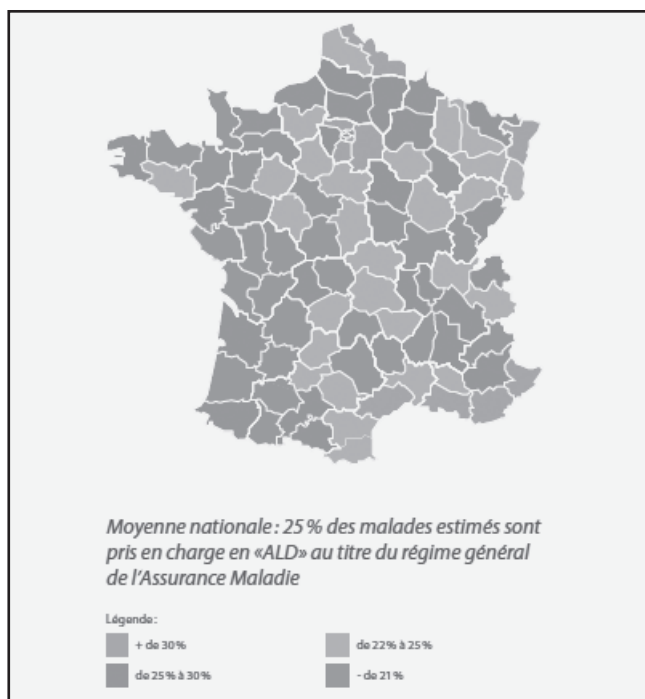 Moyenne nationale : 25 % des malades estimés sont
pris en charge en «ALD» au titre du régime général
de l'Assurance Maladie
Légende :
+ de 30 %
de 22 % à 25 %
de 25 % à 30 %
- de 21 %